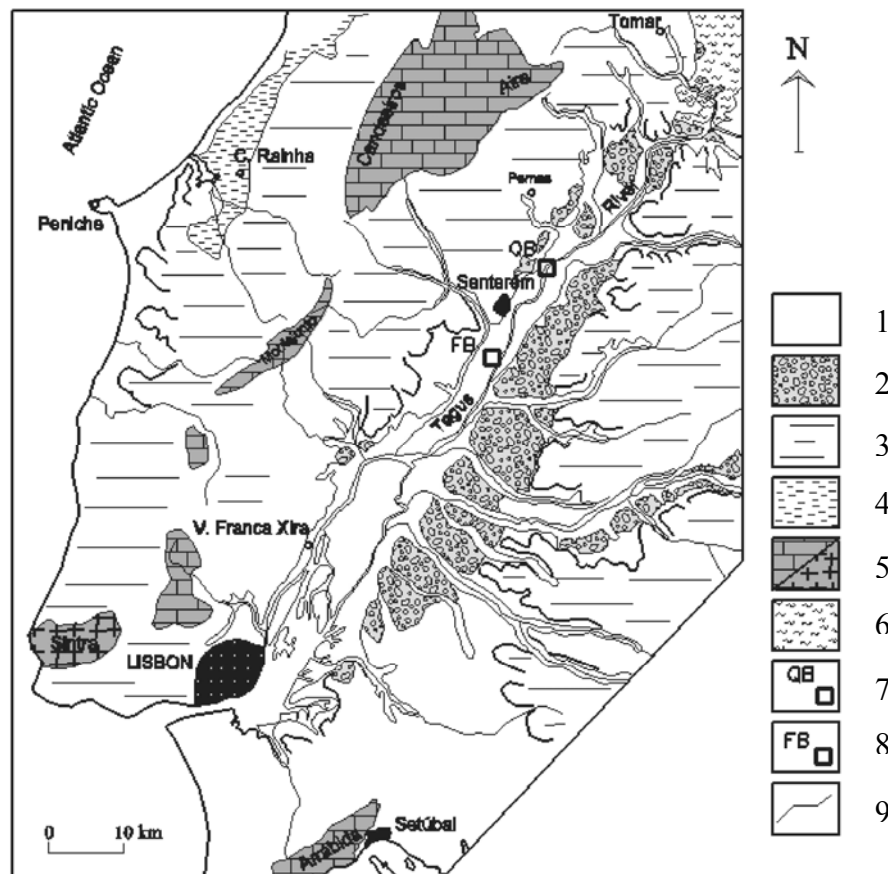 Tomar
N
Atlantic Ocean
Candeeiros
Aire
C. Rainha
Pernes
Peniche
River
QB
Santarém
Montejunto
FB
Tagus
V. Franca Xira
Sintra
LISBON
Setúbal
Arrábida
0 10 km
1
2
3
4
5
6
QB
7
FB
8
9